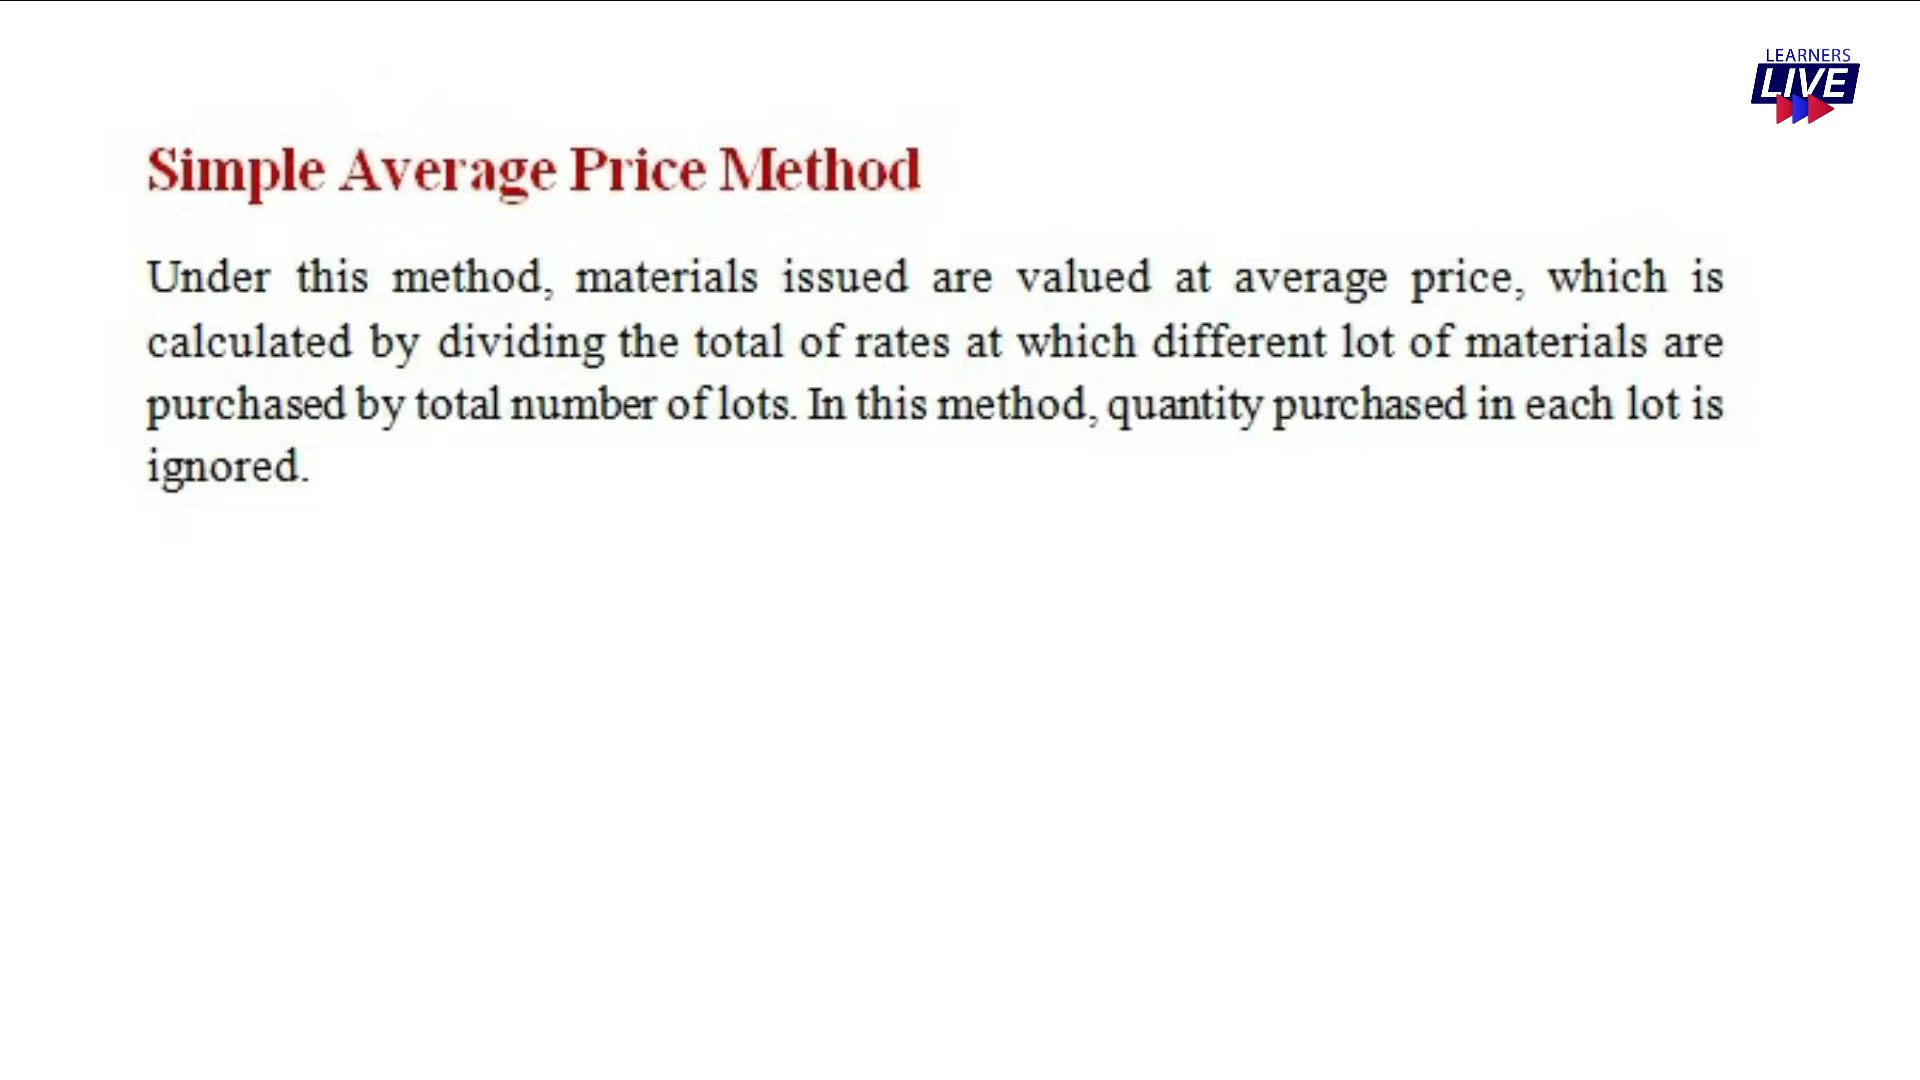 LEARNERS
LIVE
Simple Average Price Method
Under this method, materials issued are valued at average price, which is
calculated by dividing the total of rates at which different lot of materials are
purchased by total number of lots. In this method, quantity purchased in each lot is
ignored.